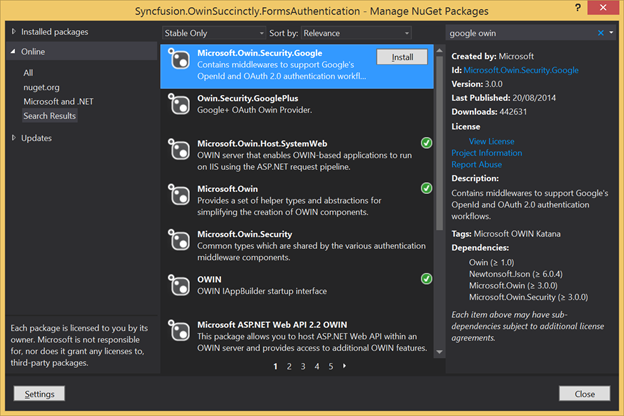 Syncfusion.OwinSuccinctly.FormsAuthentication - Manage NuGet Packages
?
Installed packages
Online
All
nuget.org
Microsoft and .NET
Search Results
Updates
Each package is licensed to you by its
owner. Microsoft is not responsible
for, nor does it grant any licenses to,
third-party packages.
Settings
Stable Only
Sort by: Relevance
Microsoft.Owin.Security.Google
Contains middlewares to support Google's
OpenId and OAuth 2.0 authentication workfl...
Install
Owin.Security.GooglePlus
Google+ OAuth Owin Provider.
Microsoft.Owin.Host.SystemWeb
OWIN server that enables OWIN-based applications to run
on IIS using the ASP.NET request pipeline.
Microsoft.Owin
Provides a set of helper types and abstractions for
simplifying the creation of OWIN components.
Microsoft.Owin.Security
Common types which are shared by the various authentication
middleware components.
OWIN
OWIN IAppBuilder startup interface
Microsoft ASP.NET Web API 2.2 OWIN
This package allows you to host ASP.NET Web API within an
OWIN server and provides access to additional OWIN features.
1 2 3 4 5
google owin
Created by: Microsoft
Id: Microsoft.Owin.Security.Google
Version: 3.0.0
Last Published: 20/08/2014
Downloads: 442631
License
View License
Project Information
Report Abuse
Description:
Contains middlewares to support Google's
OpenId and OAuth 2.0 authentication
workflows.
Tags: Microsoft OWIN Katana
Dependencies:
Owin (≥ 1.0)
Newtonsoft.Json (≥ 6.0.4)
Microsoft.Owin (≥ 3.0.0)
Microsoft.Owin.Security (≥ 3.0.0)
Each item above may have sub-
dependencies subject to additional license
agreements.
Close